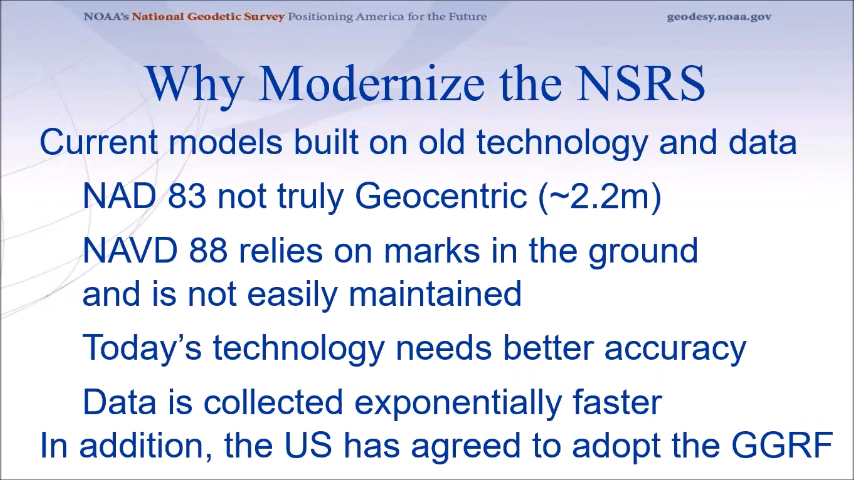 NOAA's National Geodetic Survey Positioning America for the Future
geodesy.noaa.gov
Why Modernize the NSRS
Current models built on old technology and data
NAD 83 not truly Geocentric (~2.2m)
NAVD 88 relies on marks in the ground
and is not easily maintained
Today's technology needs better accuracy
Data is collected exponentially faster
In addition, the US has agreed to adopt the GGRF